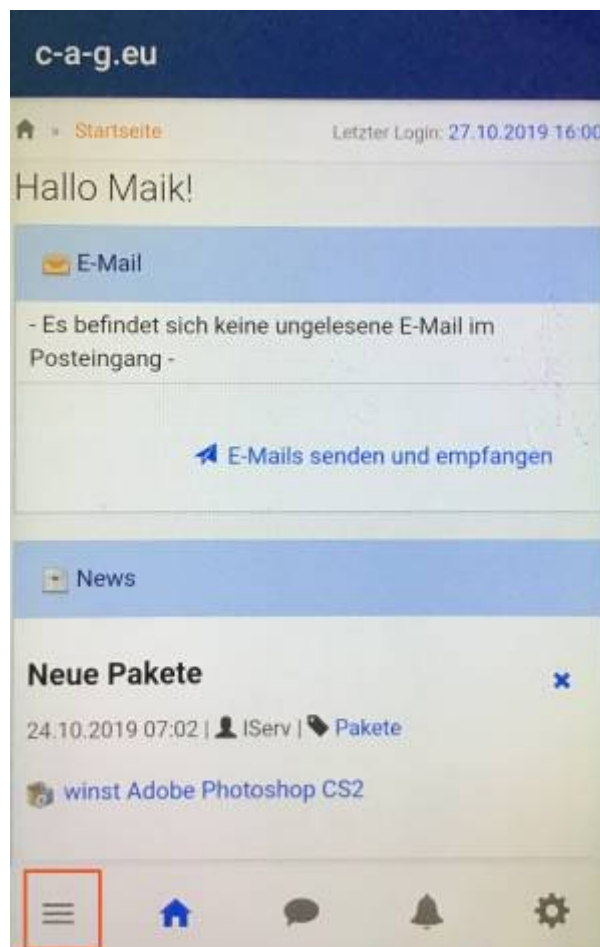 c-a-g.eu
» Startseite
Letzter Login: 27.10.2019 16:00
Hallo Maik!
E-Mail
- Es befindet sich keine ungelesene E-Mail im
Posteingang -
E-Mails senden und empfangen
News
Neue Pakete
24.10.2019 07:02 | IServ | Pakete
winst Adobe Photoshop CS2